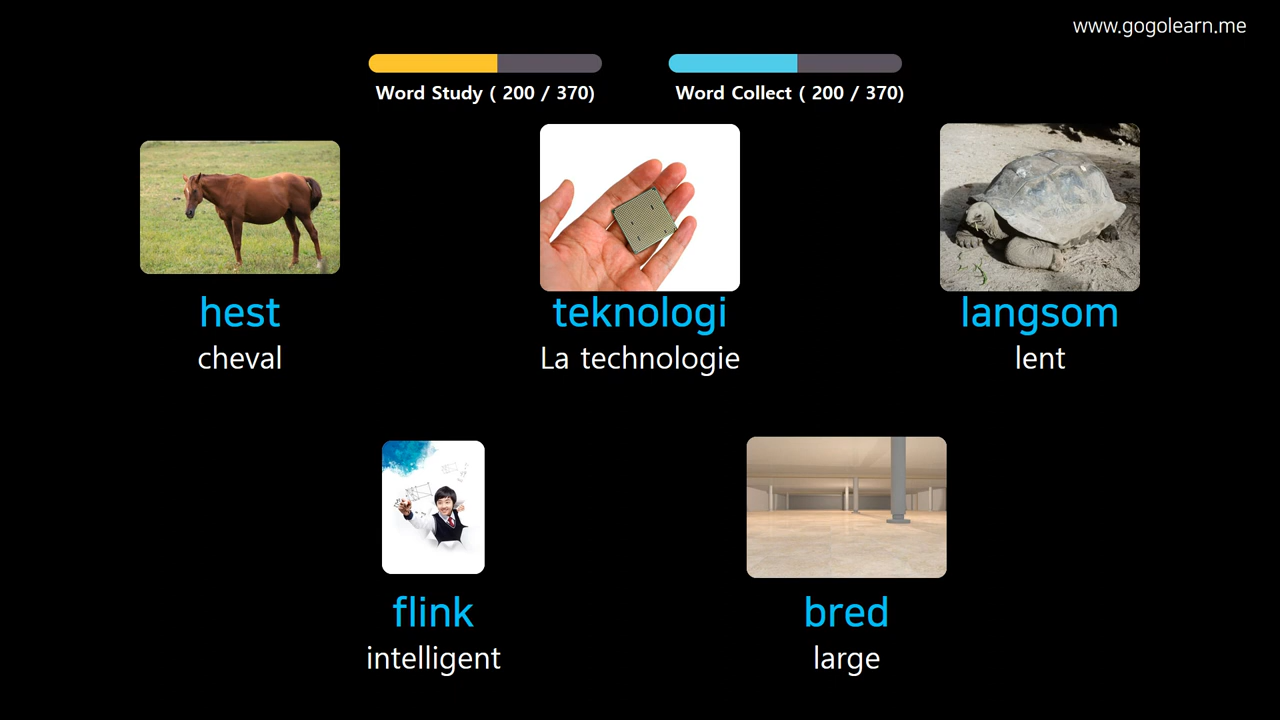 www.gogolearn.me
Word Study ( 200 / 370)
Word Collect ( 200 / 370)
hest
cheval
teknologi
La technologie
langsom
lent
flink
intelligent
bred
large